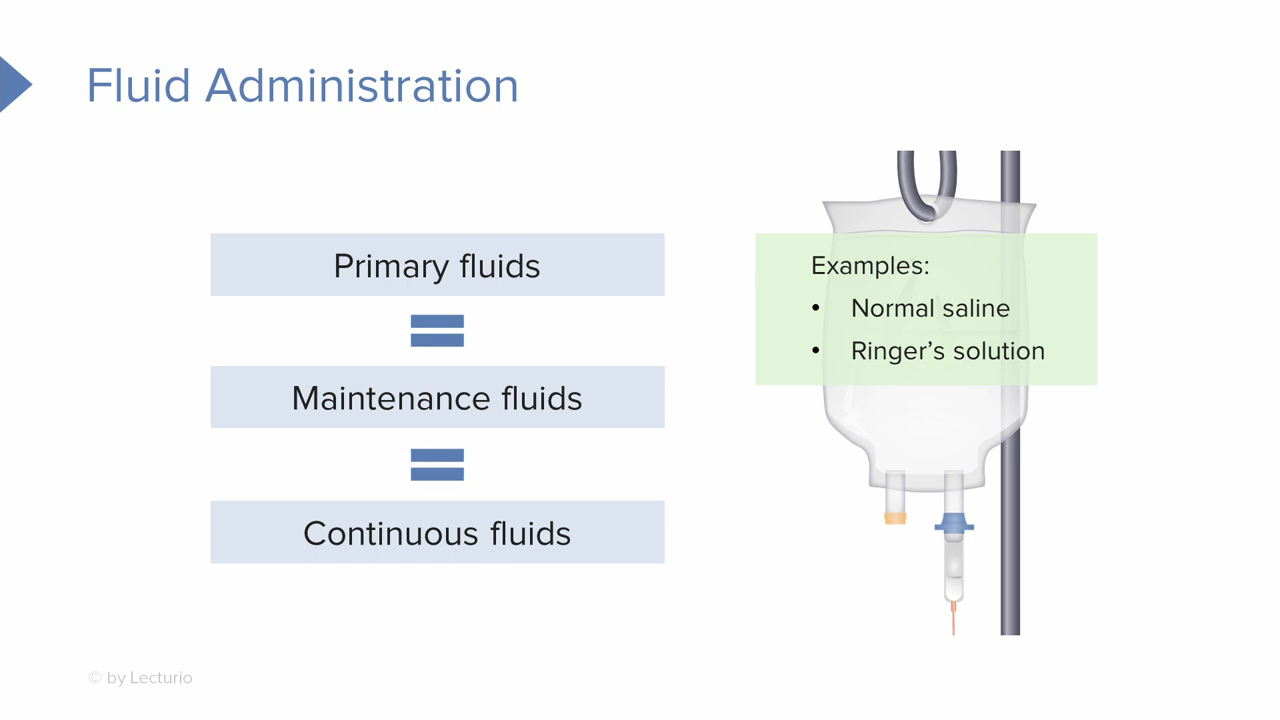 Fluid Administration
Primary fluids
=
Maintenance fluids
=
Continuous fluids
Examples:
• Normal saline
• Ringer’s solution
© by Lecturio